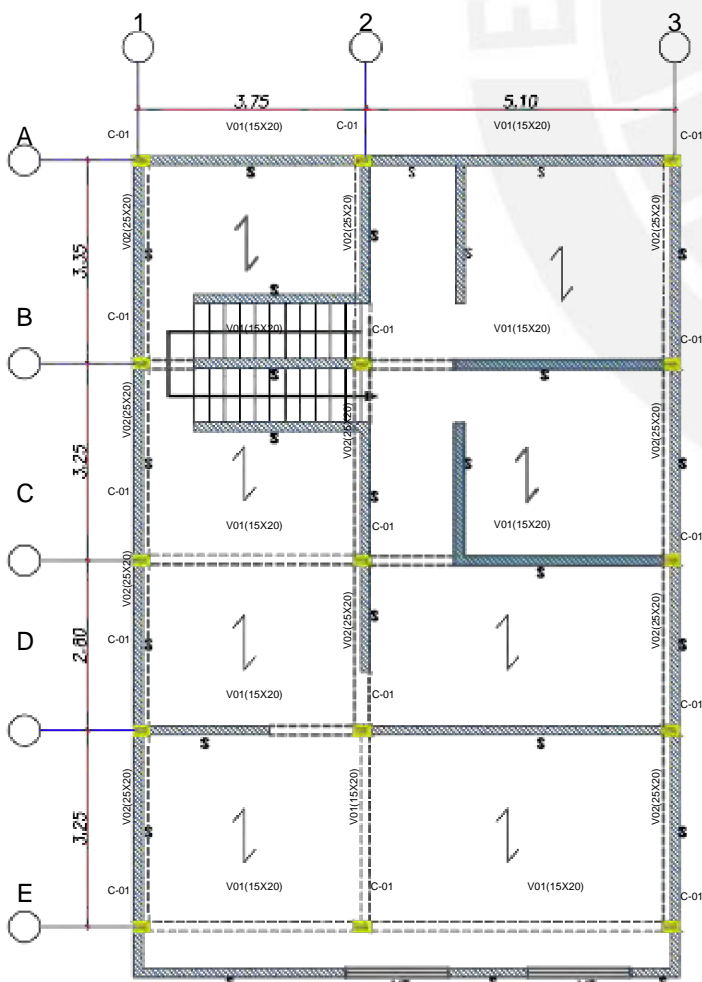 1 2 3
3.75 5.10
C-01 V01(15X20) C-01 V01(15X20) C-01
A
s s s
V02(25X20) V02(25X20) V02(25X20)
s s s s
3.35
s
C-01 V01(15X20) C-01 V01(15X20) C-01
B
s s
V02(25X20) V02(25X20) V02(25X20)
s
s s s
3.25
C
C-01 s
V01(15X20) C-01 V01(15X20) C-01
s
V02(25X20) V02(25X20) V02(25X20)
s s s
D
2.80
C-01 V01(15X20) C-01 C-01
s s
V02(25X20) V01(15X20) V02(25X20)
s s
3.25
E
C-01 V01(15X20) C-01 V01(15X20) C-01